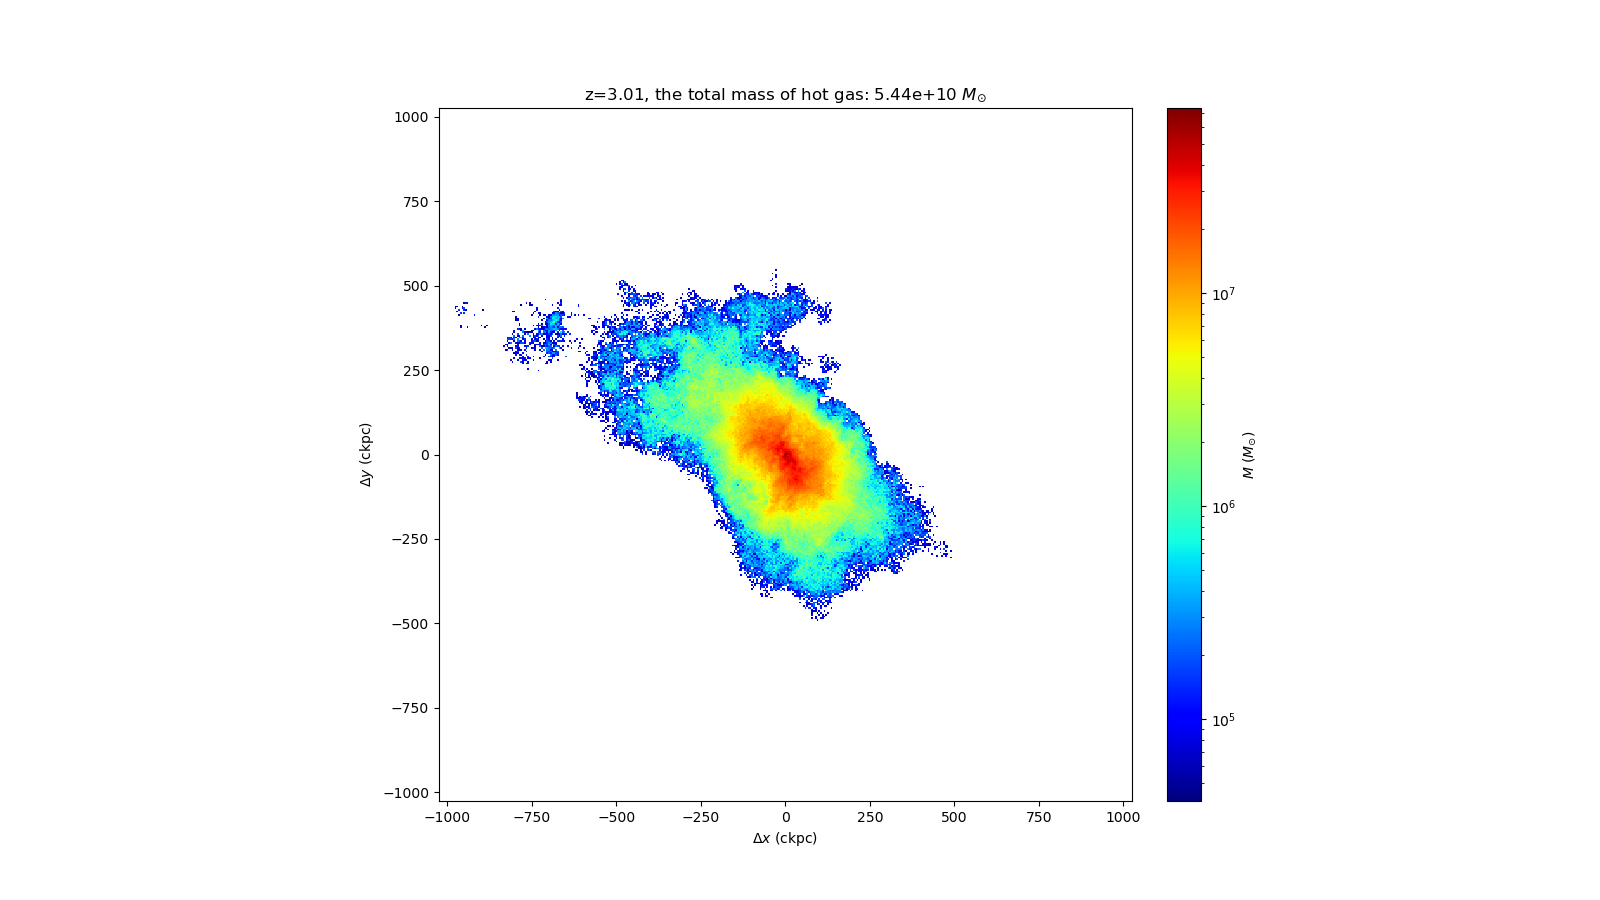 z=3.01, the total mass of hot gas: 5.44e+10 M⊙
1000
750
500
250
0
−250
−500
−750
−1000
Δy (ckpc)
−1000 −750 −500 −250 0 250 500 750 1000
Δx (ckpc)
10⁷
10⁶
10⁵
M (M⊙)